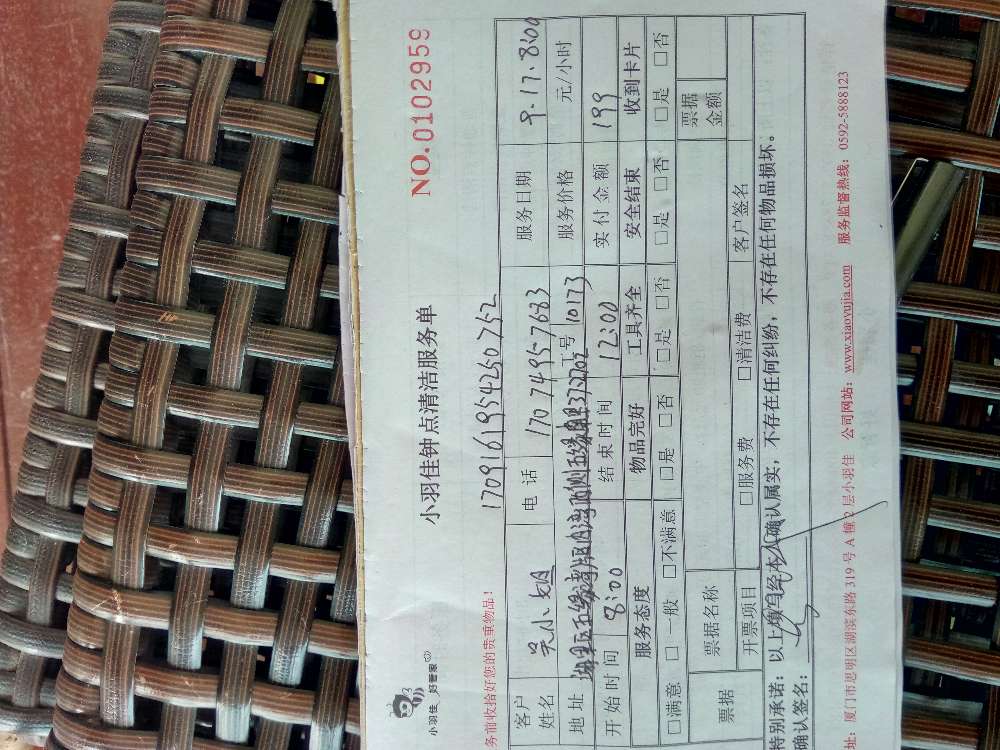 小羽佳 好管家
小羽佳钟点清洁服务单
NO.0102959
务前收拾好您的贵重物品!
170916195426075
客户姓名 吴小姐 电话 170 7495 7683 服务日期 9.17.8:00
地址 工号 10173 服务价格 元/小时
开始时间 8:00 结束时间 12:00 实付金额 199
服务态度 物品完好 工具齐全 安全结束 收到卡片
□满意 □一般 □不满意 □是 □否 □是 □否 □是 □否 □是 □否
票据 票据名称 票据金额
开票项目 □服务费 □清洁费 客户签名
特别承诺:以上填写经本人确认属实,不存在任何纠纷,不存在任何物品损坏。
确认签名:
址:厦门市思明区湖滨东路319号A幢2层小羽佳 公司网站:www.xiaoyujia.com 服务监督热线:0592-5888123